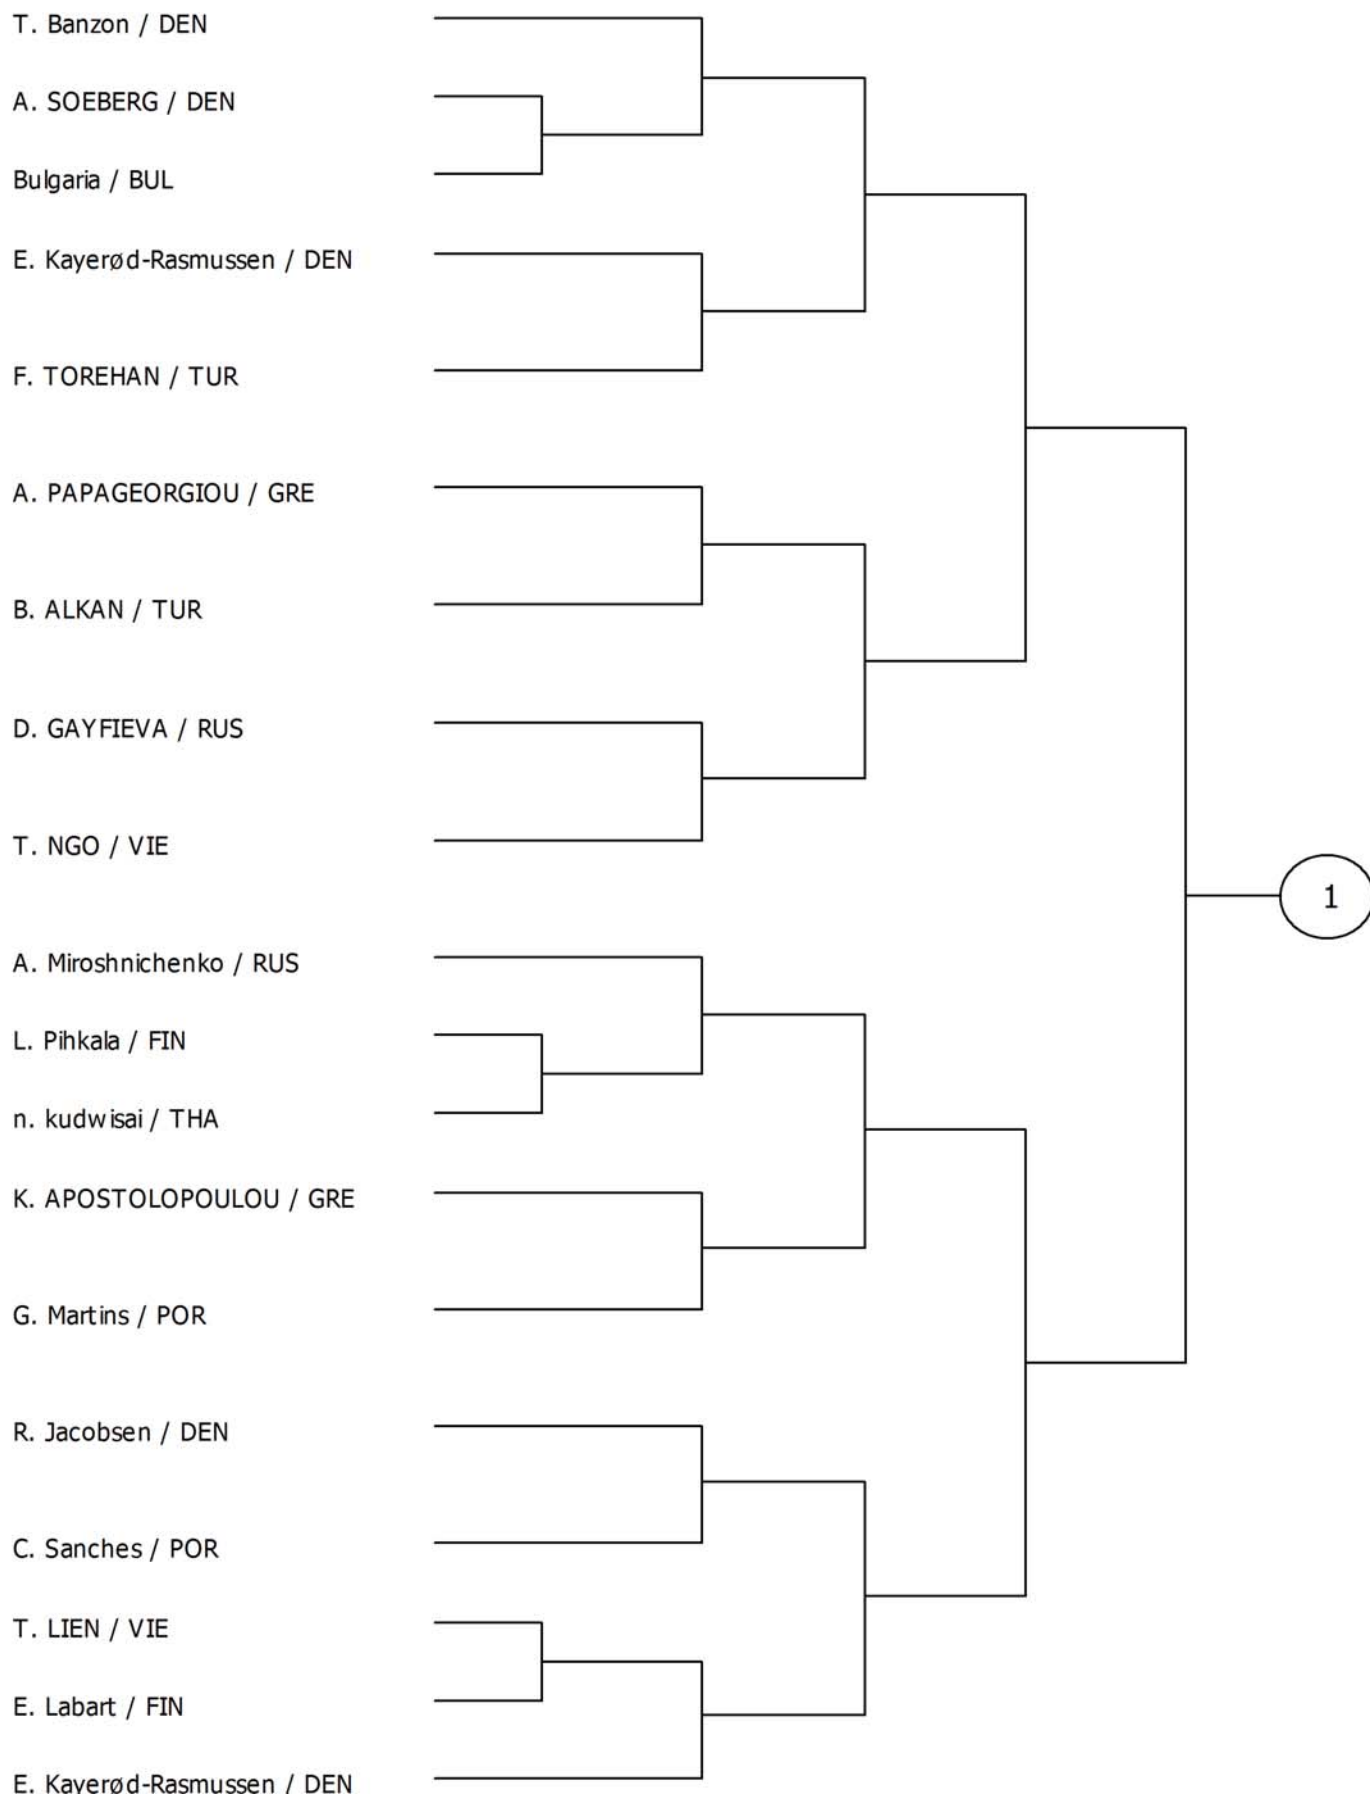 T. Banzon / DEN
A. SOEBERG / DEN
Bulgaria / BUL
E. Kayerød-Rasmussen / DEN
F. TOREHAN / TUR
A. PAPAGEORGIOU / GRE
B. ALKAN / TUR
D. GAYFIEVA / RUS
T. NGO / VIE
1
A. Miroshnichenko / RUS
L. Pihkala / FIN
n. kudwisai / THA
K. APOSTOLOPOULOU / GRE
G. Martins / POR
R. Jacobsen / DEN
C. Sanches / POR
T. LIEN / VIE
E. Labart / FIN
E. Kayerød-Rasmussen / DEN